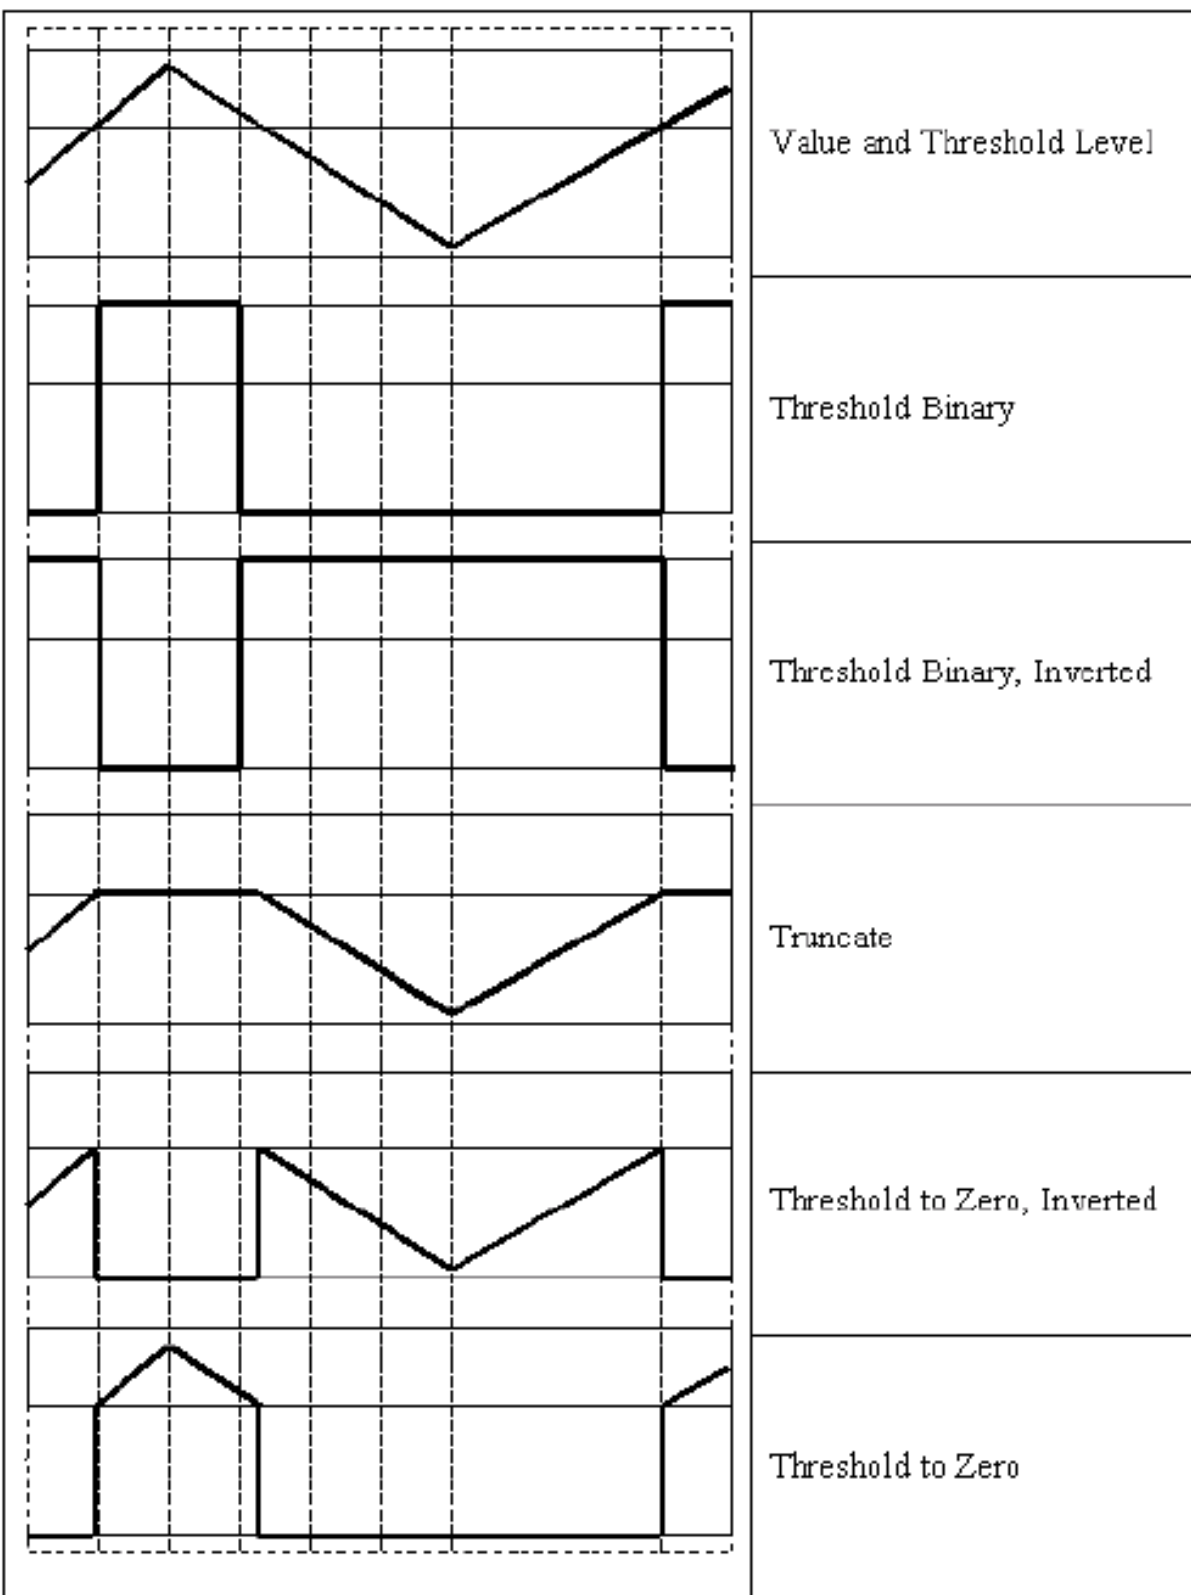 Value and Threshold Level
Threshold Binary
Threshold Binary, Inverted
Truncate
Threshold to Zero, Inverted
Threshold to Zero